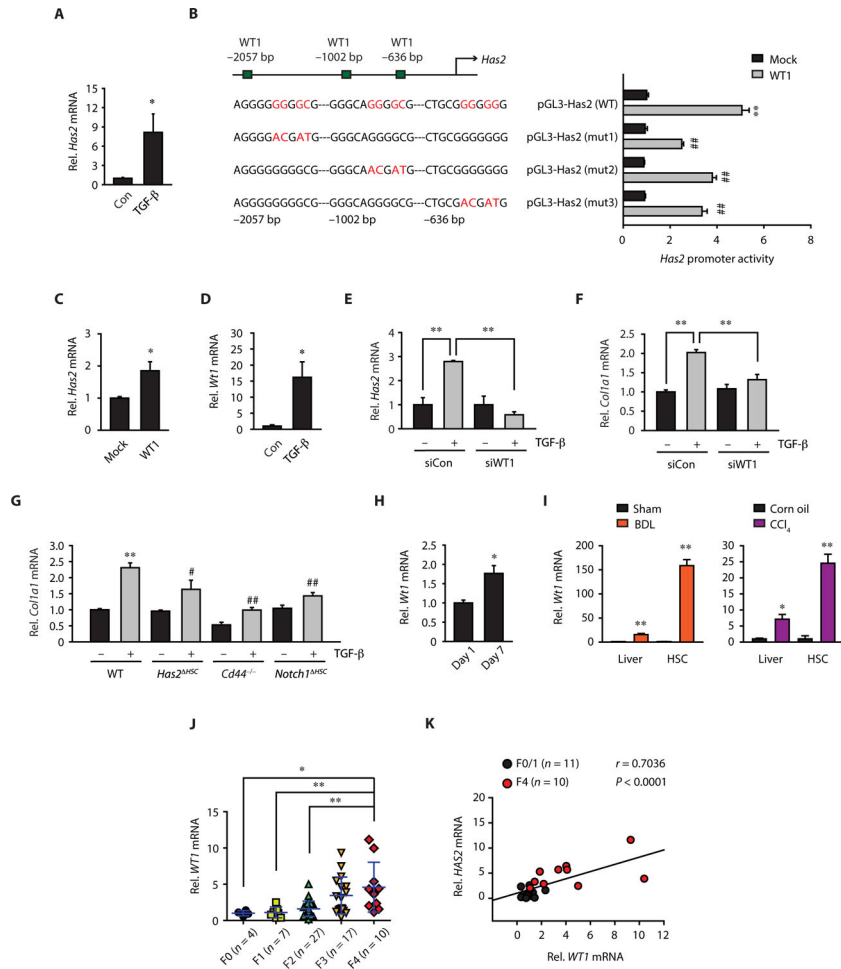 A
Rel. Has2 mRNA
15
12
9
6
3
0
*
Con
TGF-β
B
WT1 WT1 WT1
–2057 bp –1002 bp –636 bp
Has2
AGGGGGGGGCG---GGGCAGGGGCG---CTGCGGGGGGG
AGGGGACGATG---GGGCAGGGGCG---CTGCGGGGGGG
AGGGGGGGGCG---GGGCAACGATG---CTGCGGGGGGG
AGGGGGGGGCG---GGGCAGGGGCG---CTGCGACGATG
–2057 bp –1002 bp –636 bp
Mock
WT1
pGL3-Has2 (WT)
**
pGL3-Has2 (mut1)
##
pGL3-Has2 (mut2)
##
pGL3-Has2 (mut3)
##
0 2 4 6 8
Has2 promoter activity
C
Rel. Has2 mRNA
3
2
1
0
*
Mock
WT1
D
Rel. Wt1 mRNA
30
25
20
15
10
5
0
*
Con
TGF-β
E
Rel. Has2 mRNA
4
3
2
1
0
** **
– + – + TGF-β
siCon siWT1
F
Rel. Col1a1 mRNA
2.5
2.0
1.5
1.0
0.5
0
** **
– + – + TGF-β
siCon siWT1
G
Rel. Col1a1 mRNA
3.0
2.5
2.0
1.5
1.0
0.5
0
** # ## ##
– + – + – + – + TGF-β
WT Has2ΔHSC Cd44–/– Notch1ΔHSC
H
Rel. Wt1 mRNA
2.5
2.0
1.5
1.0
0.5
0
*
Day 1
Day 7
I
Sham
BDL
Rel. Wt1 mRNA
200
150
100
50
0
** **
Liver HSC
Corn oil
CCl4
30
25
20
15
10
5
0
* **
Liver HSC
J
Rel. WT1 mRNA
15
10
5
0
*
**
**
F0 (n = 4)
F1 (n = 7)
F2 (n = 27)
F3 (n = 17)
F4 (n = 10)
K
F0/1 (n = 11) r = 0.7036
F4 (n = 10) P < 0.0001
Rel. HAS2 mRNA
20
15
10
5
0
0 2 4 6 8 10 12
Rel. WT1 mRNA